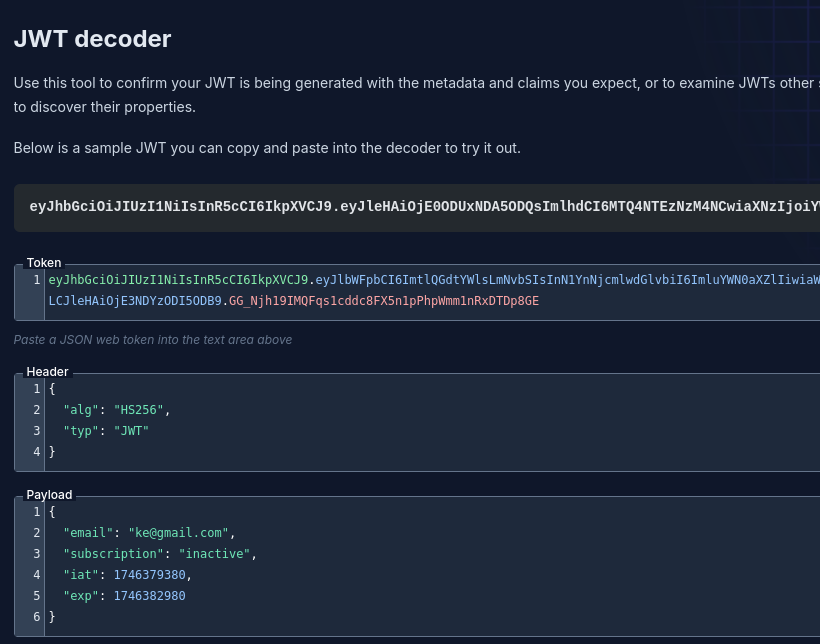 JWT decoder
Use this tool to confirm your JWT is being generated with the metadata and claims you expect, or to examine JWTs other
to discover their properties.
Below is a sample JWT you can copy and paste into the decoder to try it out.
eyJhbGciOiJIUzI1NiIsInR5cCI6IkpXVCJ9.eyJleHAiOjE0ODUxNDA5ODQsImlhdCI6MTQ4NTEzNzM4NCwiaXNzIjoiY
Token
1 eyJhbGciOiJIUzI1NiIsInR5cCI6IkpXVCJ9.eyJlbWFpbCI6ImtlQGdtYWlsLmNvbSIsInN1YnNjcmlwdGlvbiI6ImluYWN0aXZlIiwiaW
LCJleHAiOjE3NDYzODI5ODB9.GG_Njh19IMQFqs1cddc8FX5n1pPhpWmm1nRxDTDp8GE
Paste a JSON web token into the text area above
Header
1 {
2 "alg": "HS256",
3 "typ": "JWT"
4 }
Payload
1 {
2 "email": "ke@gmail.com",
3 "subscription": "inactive",
4 "iat": 1746379380,
5 "exp": 1746382980
6 }